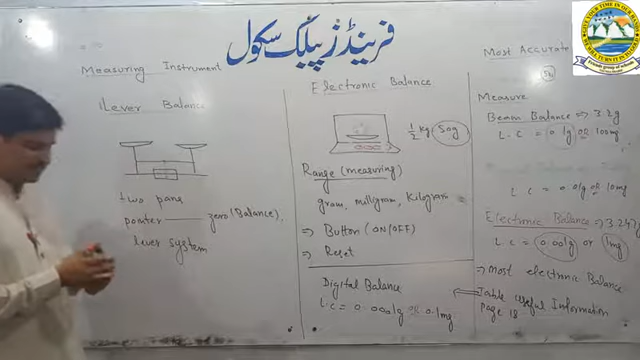 فرینڈز پبلک سکول
Measuring Instrument
Lever Balance
two pans
pointer —— zero (Balance).
lever system
Electronic Balance
1/2 kg 50g
Range (measuring)
gram, milligram, Kilogram
⇒ Button (ON/OFF)
⇒ Reset
Digital Balance
L.C = 0.0001g OR 0.1mg
Most Accurate
Measure
Beam Balance ⇒ 3.2g
L.C = 0.1g OR 100mg
L.C = 0.01g OR 10mg
Electronic Balance ⇒ 3.24
L.C = 0.001g or 1mg
⇒ most electronic Balance
Table useful Information
Page 18